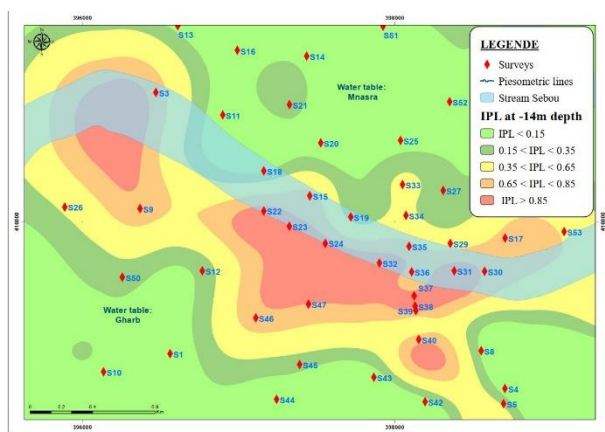 396000
398000
S13
S51
S16
S14
LEGENDE
Surveys
Piesometric lines
Stream Sebou
IPL at -14m depth
IPL < 0.15
0.15 < IPL < 0.35
0.35 < IPL < 0.65
0.65 < IPL < 0.85
IPL > 0.85
Water table:
Mnasra
S3
S21
S52
S11
S20
S25
S18
S33
S27
S15
S26
S9
S22
S19
S34
S23
S17
S53
S24
S35
S29
S32
S36
S31
S30
S50
S12
S37
S47
S38
S39
Water table:
Gharb
S46
S40
S1
S8
S10
S45
S43
S4
S44
S42
S5
396000
398000